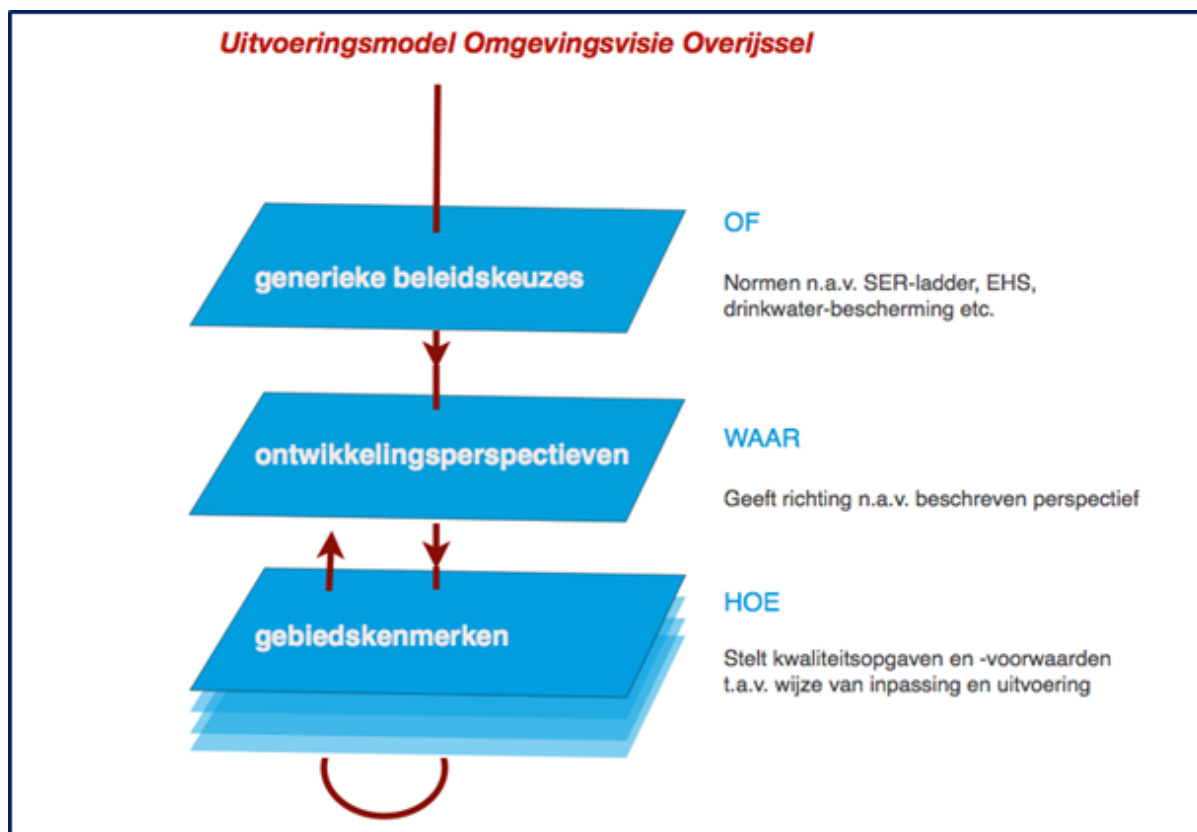 Uitvoeringsmodel Omgevingsvisie Overijssel
generieke beleidskeuzes
OF
Normen n.a.v. SER-ladder, EHS,
drinkwater-bescherming etc.
ontwikkelingsperspectieven
WAAR
Geeft richting n.a.v. beschreven perspectief
gebiedskenmerken
HOE
Stelt kwaliteitsopgaven en -voorwaarden
t.a.v. wijze van inpassing en uitvoering